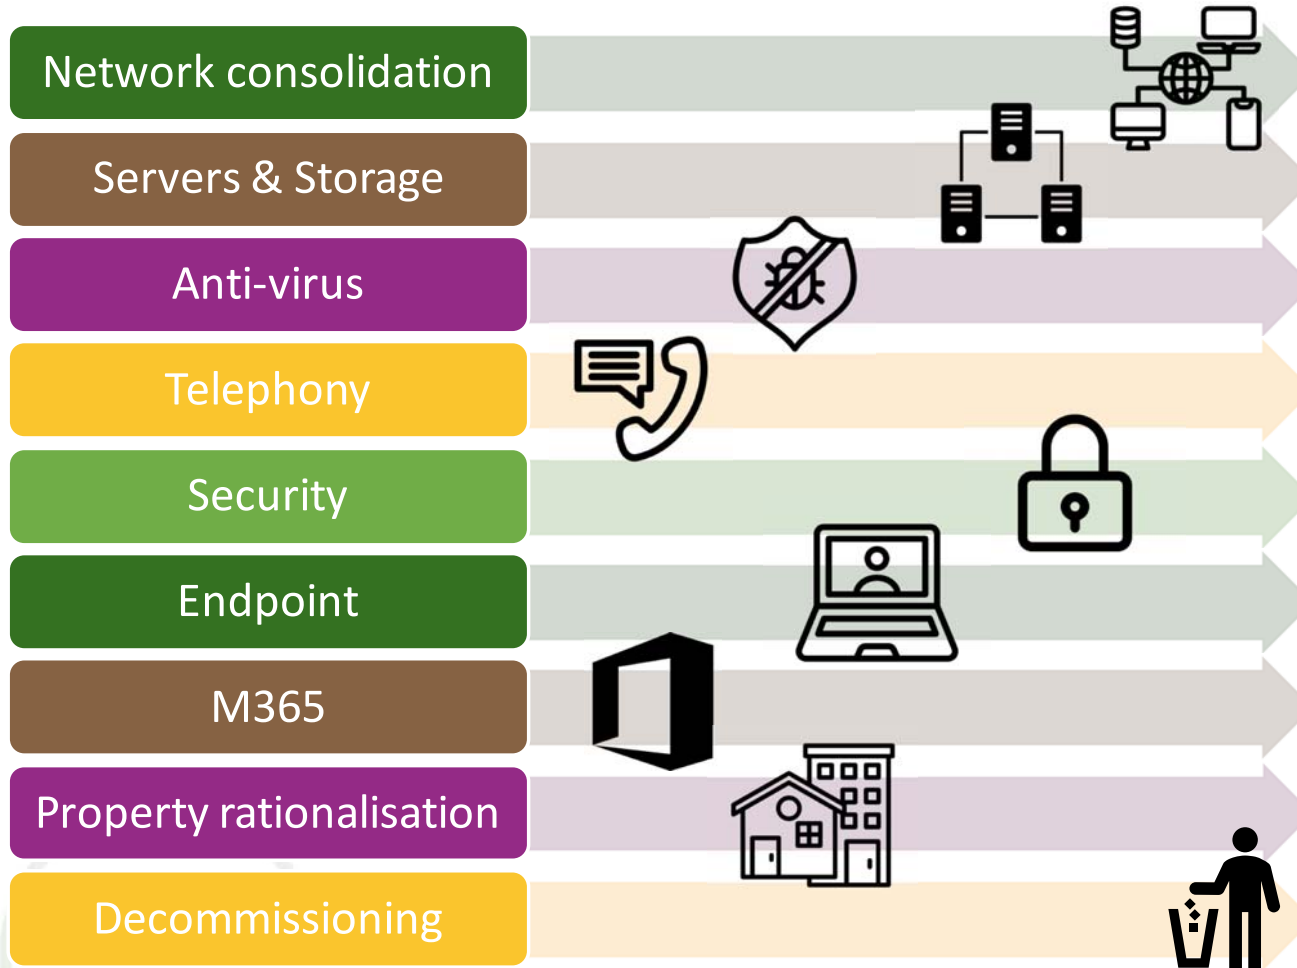 Network consolidation
Servers & Storage
Anti-virus
Telephony
Security
Endpoint
M365
Property rationalisation
Decommissioning